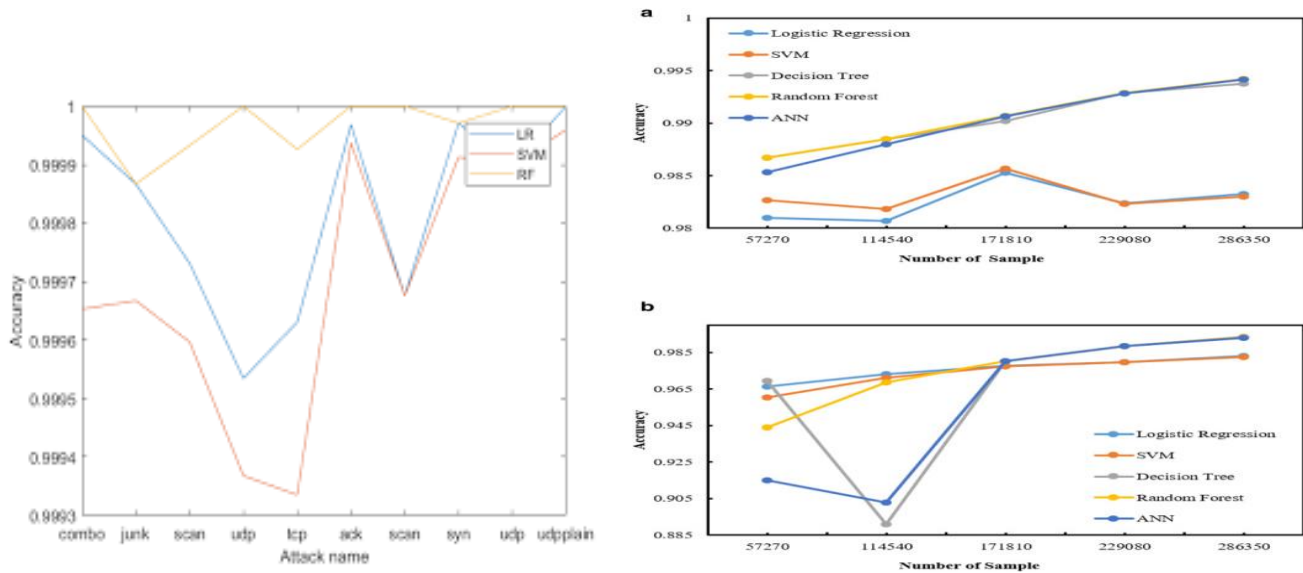 1
0.9999
0.9998
0.9997
0.9996
0.9995
0.9994
0.9993
Accuracy
LR
SVM
RF
combo junk scan udp tcp ack scan syn udp udpplain
Attack name
a
1
0.995
0.99
0.985
0.98
Accuracy
Logistic Regression
SVM
Decision Tree
Random Forest
ANN
57270 114540 171810 229080 286350
Number of Sample
b
0.985
0.965
0.945
0.925
0.905
0.885
Accuracy
Logistic Regression
SVM
Decision Tree
Random Forest
ANN
57270 114540 171810 229080 286350
Number of Sample